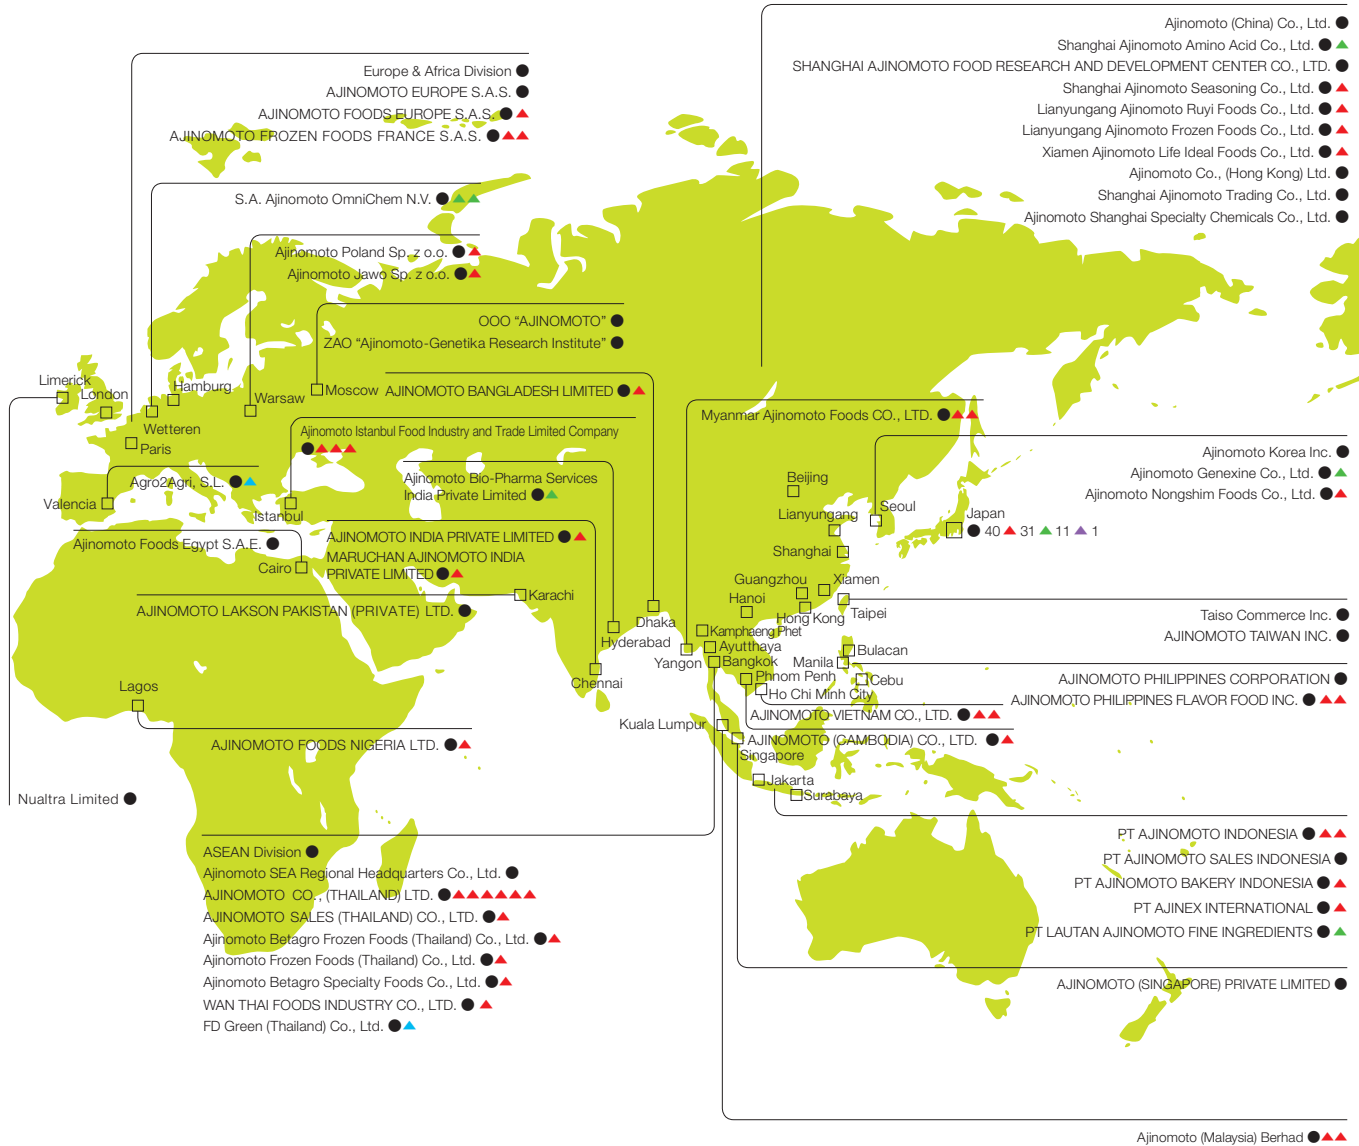 Ajinomoto (China) Co., Ltd.
Shanghai Ajinomoto Amino Acid Co., Ltd.
SHANGHAI AJINOMOTO FOOD RESEARCH AND DEVELOPMENT CENTER CO., LTD.
Shanghai Ajinomoto Seasoning Co., Ltd.
Lianyungang Ajinomoto Ruyi Foods Co., Ltd.
Lianyungang Ajinomoto Frozen Foods Co., Ltd.
Xiamen Ajinomoto Life Ideal Foods Co., Ltd.
Ajinomoto Co., (Hong Kong) Ltd.
Shanghai Ajinomoto Trading Co., Ltd.
Ajinomoto Shanghai Specialty Chemicals Co., Ltd.
Europe & Africa Division
AJINOMOTO EUROPE S.A.S.
AJINOMOTO FOODS EUROPE S.A.S.
AJINOMOTO FROZEN FOODS FRANCE S.A.S.
S.A. Ajinomoto OmniChem N.V.
Ajinomoto Poland Sp. z o.o.
Ajinomoto Jawo Sp. z o.o.
OOO “AJINOMOTO”
ZAO “Ajinomoto-Genetika Research Institute”
Limerick
London
Hamburg
Wetteren
Paris
Warsaw
Moscow
AJINOMOTO BANGLADESH LIMITED
Myanmar Ajinomoto Foods CO., LTD.
Ajinomoto Istanbul Food Industry and Trade Limited Company
Agro2Agri, S.L.
Valencia
Istanbul
Ajinomoto Bio-Pharma Services
India Private Limited
Ajinomoto Korea Inc.
Ajinomoto Genexine Co., Ltd.
Ajinomoto Nongshim Foods Co., Ltd.
Beijing
Lianyungang
Seoul
Japan
40 31 11 1
Shanghai
Ajinomoto Foods Egypt S.A.E.
Cairo
AJINOMOTO INDIA PRIVATE LIMITED
MARUCHAN AJINOMOTO INDIA
PRIVATE LIMITED
Karachi
AJINOMOTO LAKSON PAKISTAN (PRIVATE) LTD.
Guangzhou
Xiamen
Hanoi
Hong Kong
Taipei
Taiso Commerce Inc.
AJINOMOTO TAIWAN INC.
Dhaka
Hyderabad
Chennai
Kamphaeng Phet
Ayutthaya
Yangon
Bangkok
Phnom Penh
Ho Chi Minh City
Bulacan
Manila
Cebu
AJINOMOTO PHILIPPINES CORPORATION
AJINOMOTO PHILIPPINES FLAVOR FOOD INC.
Lagos
AJINOMOTO FOODS NIGERIA LTD.
Kuala Lumpur
AJINOMOTO VIETNAM CO., LTD.
AJINOMOTO (CAMBODIA) CO., LTD.
Singapore
Jakarta
Surabaya
Nualtra Limited
ASEAN Division
Ajinomoto SEA Regional Headquarters Co., Ltd.
AJINOMOTO CO., (THAILAND) LTD.
AJINOMOTO SALES (THAILAND) CO., LTD.
Ajinomoto Betagro Frozen Foods (Thailand) Co., Ltd.
Ajinomoto Frozen Foods (Thailand) Co., Ltd.
Ajinomoto Betagro Specialty Foods Co., Ltd.
WAN THAI FOODS INDUSTRY CO., LTD.
FD Green (Thailand) Co., Ltd.
PT AJINOMOTO INDONESIA
PT AJINOMOTO SALES INDONESIA
PT AJINOMOTO BAKERY INDONESIA
PT AJINEX INTERNATIONAL
PT LAUTAN AJINOMOTO FINE INGREDIENTS
AJINOMOTO (SINGAPORE) PRIVATE LIMITED
Ajinomoto (Malaysia) Berhad